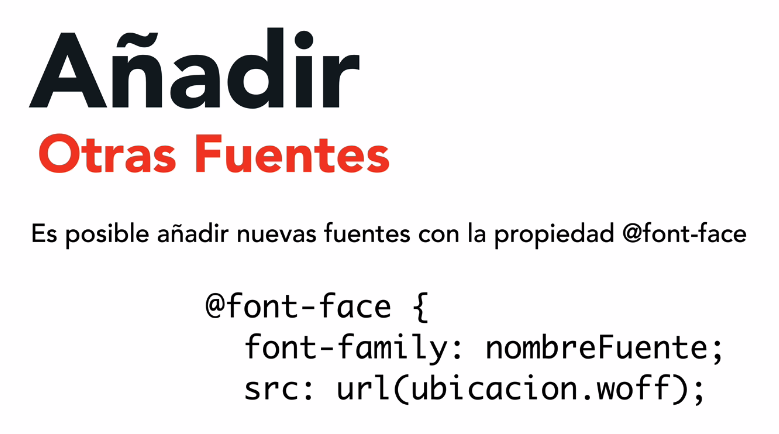 Añadir
Otras Fuentes
Es posible añadir nuevas fuentes con la propiedad @font-face
@font-face {
font-family: nombreFuente;
src: url(ubicacion.woff);